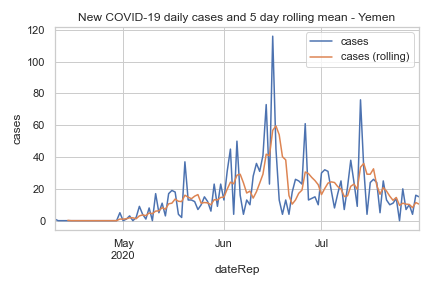 New COVID-19 daily cases and 5 day rolling mean - Yemen
cases
cases (rolling)
120
100
80
60
40
20
0
cases
May
2020
Jun
Jul
dateRep